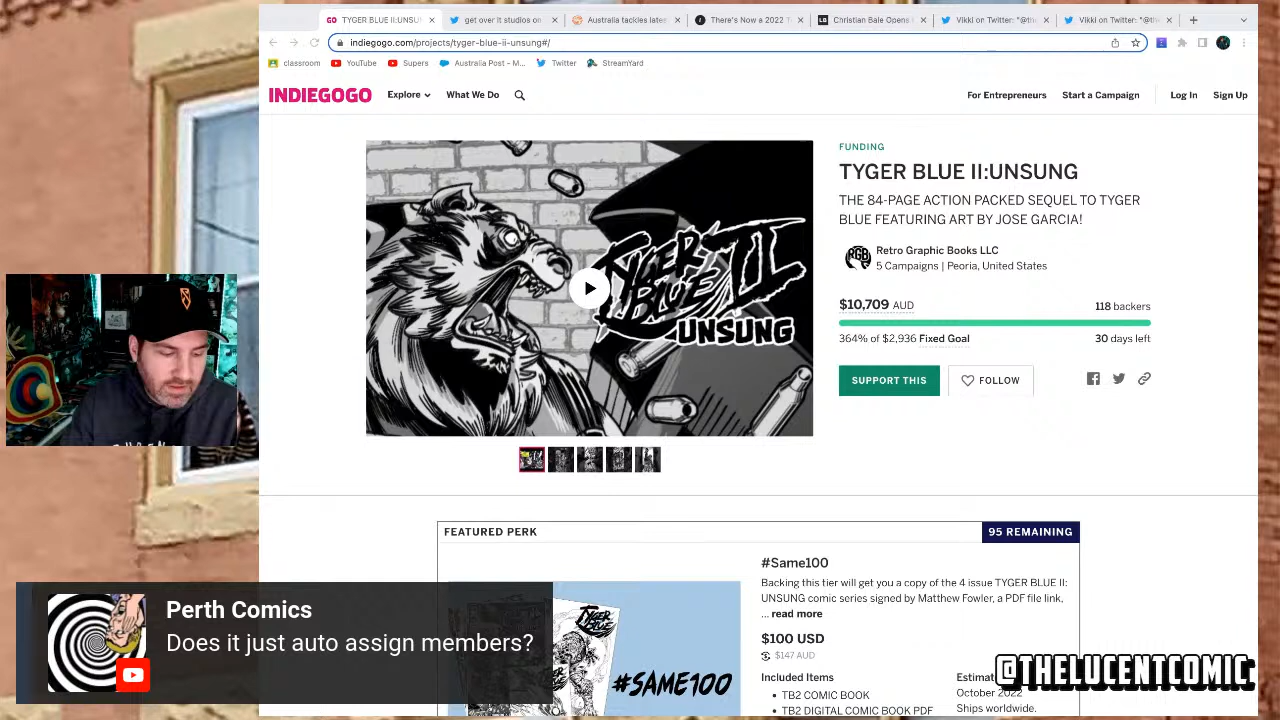 TYGER BLUE II:UNSU
get over it studios on
Australia tackles lates
There's Now a 2022 T
Christian Bale Opens
Vikki on Twitter: "@th
Vikki on Twitter: "@th
indiegogo.com/projects/tyger-blue-ii-unsung#/
classroom
YouTube
Supers
Australia Post – M...
Twitter
StreamYard
INDIEGOGO
Explore
What We Do
For Entrepreneurs
Start a Campaign
Log In
Sign Up
TYGER
BLUE II
UNSUNG
FUNDING
TYGER BLUE II:UNSUNG
THE 84-PAGE ACTION PACKED SEQUEL TO TYGER
BLUE FEATURING ART BY JOSE GARCIA!
RGB
Retro Graphic Books LLC
5 Campaigns | Peoria, United States
$10,709 AUD
118 backers
364% of $2,936 Fixed Goal
30 days left
SUPPORT THIS
FOLLOW
FEATURED PERK
95 REMAINING
#Same100
Backing this tier will get you a copy of the 4 issue TYGER BLUE II:
UNSUNG comic series signed by Matthew Fowler, a PDF file link,
... read more
$100 USD
$147 AUD
Included Items
TB2 COMIC BOOK
TB2 DIGITAL COMIC BOOK PDF
October 2022
Ships worldwide.
#SAME100
Perth Comics
Does it just auto assign members?
@THELUCENTCOMIC